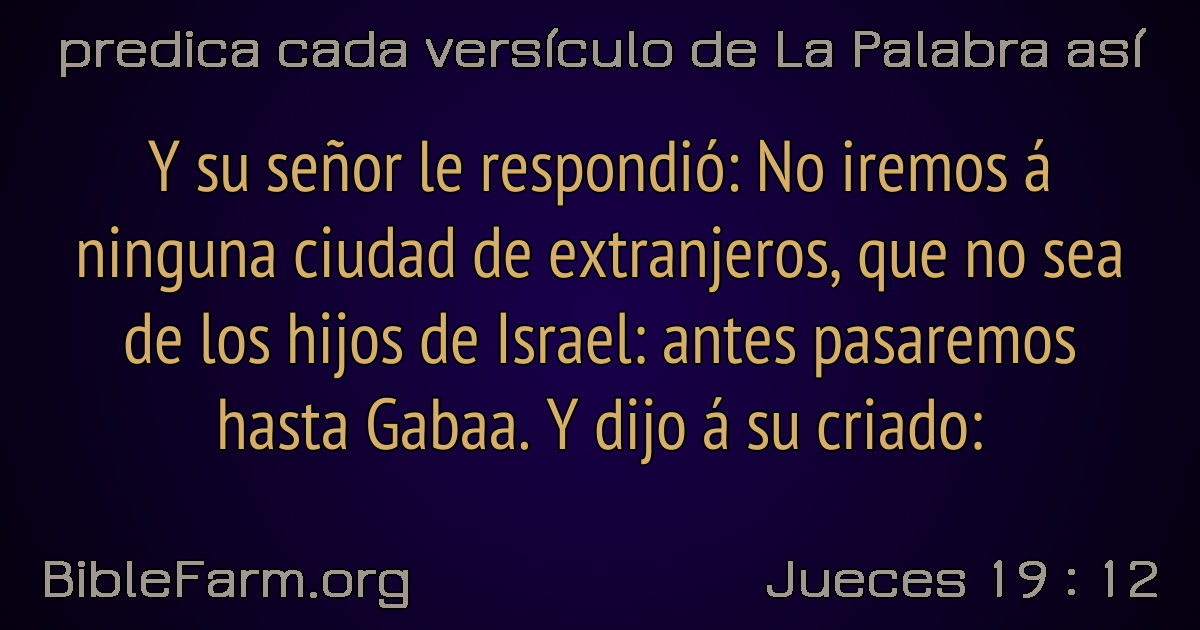 predica cada versículo de La Palabra así
Y su señor le respondió: No iremos á
ninguna ciudad de extranjeros, que no sea
de los hijos de Israel: antes pasaremos
hasta Gabaa. Y dijo á su criado:
BibleFarm.org
Jueces 19 : 12